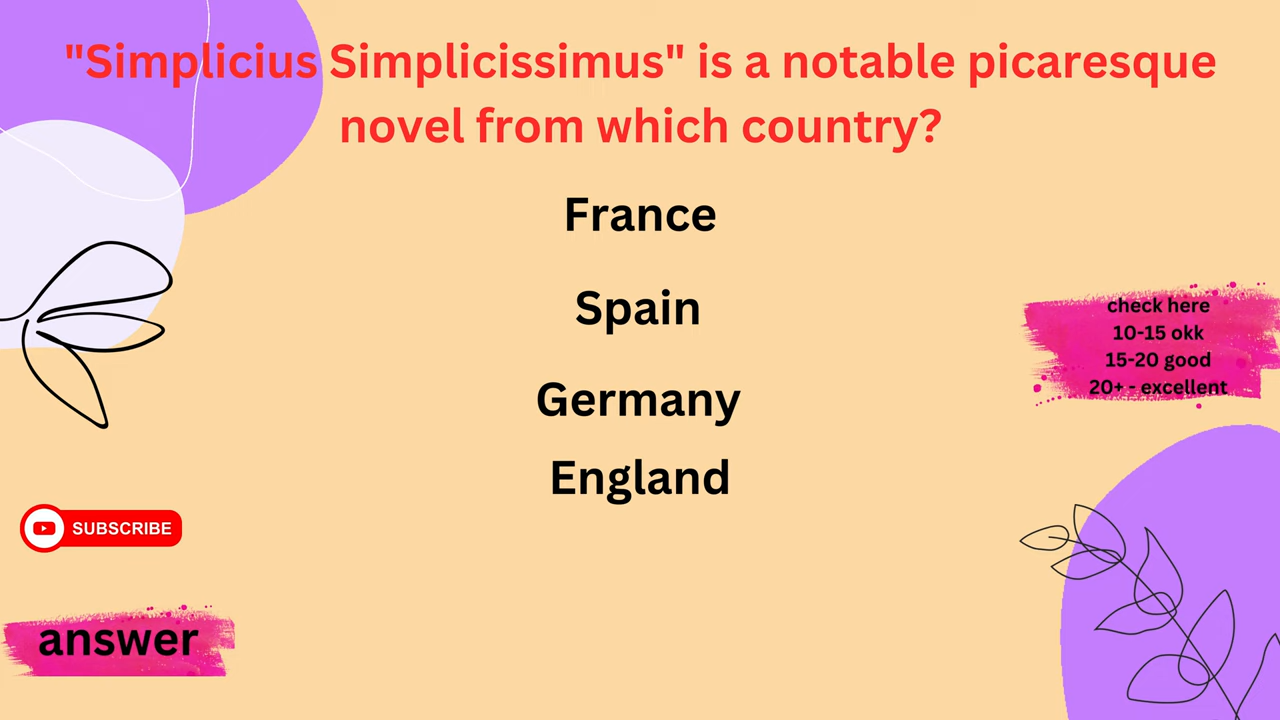 "Simplicius Simplicissimus" is a notable picaresque
novel from which country?
France
Spain
Germany
England
check here
10-15 okk
15-20 good
20+ - excellent
SUBSCRIBE
answer